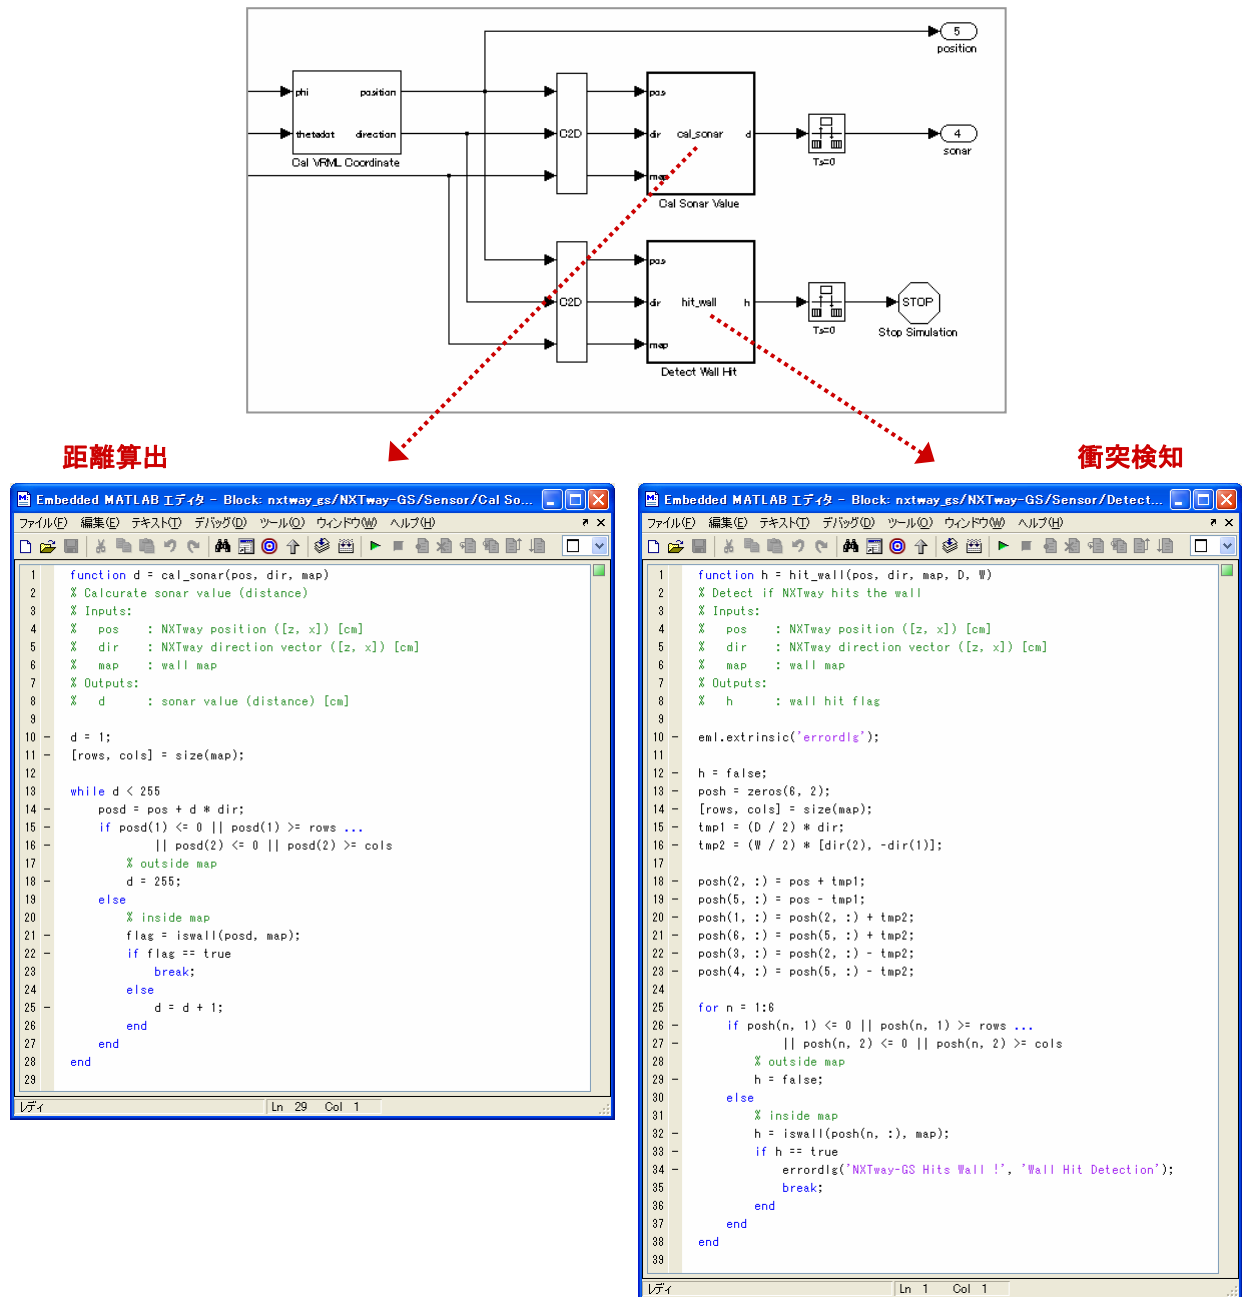 5
position
phi position
thetadot direction
Cal VRML Coordinate
C2D
pos
dir cal_sonar d
map
Cal Sonar Value
Ts=0
4
sonar
C2D
pos
dir hit_wall h
map
Detect Wall Hit
Ts=0
STOP
Stop Simulation
距離算出
衝突検知
Embedded MATLAB エディタ - Block: nxtway_gs/NXTway-GS/Sensor/Cal So...
ファイル(F) 編集(E) テキスト(T) デバッグ(D) ツール(O) ウィンドウ(W) ヘルプ(H)
1 function d = cal_sonar(pos, dir, map)
2 % Calcurate sonar value (distance)
3 % Inputs:
4 % pos : NXTway position ([z, x]) [cm]
5 % dir : NXTway direction vector ([z, x]) [cm]
6 % map : wall map
7 % Outputs:
8 % d : sonar value (distance) [cm]
9
10 - d = 1;
11 - [rows, cols] = size(map);
12
13 while d < 255
14 - posd = pos + d * dir;
15 - if posd(1) <= 0 || posd(1) >= rows ...
16 - || posd(2) <= 0 || posd(2) >= cols
17 % outside map
18 - d = 255;
19 else
20 % inside map
21 - flag = iswall(posd, map);
22 - if flag == true
23 break;
24 else
25 - d = d + 1;
26 end
27 end
28 end
29
レディ Ln 29 Col 1
Embedded MATLAB エディタ - Block: nxtway_gs/NXTway-GS/Sensor/Detect...
ファイル(F) 編集(E) テキスト(T) デバッグ(D) ツール(O) ウィンドウ(W) ヘルプ(H)
1 function h = hit_wall(pos, dir, map, D, W)
2 % Detect if NXTway hits the wall
3 % Inputs:
4 % pos : NXTway position ([z, x]) [cm]
5 % dir : NXTway direction vector ([z, x]) [cm]
6 % map : wall map
7 % Outputs:
8 % h : wall hit flag
9
10 - eml.extrinsic('errordlg');
11
12 - h = false;
13 - posh = zeros(6, 2);
14 - [rows, cols] = size(map);
15 - tmp1 = (D / 2) * dir;
16 - tmp2 = (W / 2) * [dir(2), -dir(1)];
17
18 - posh(2, :) = pos + tmp1;
19 - posh(5, :) = pos - tmp1;
20 - posh(1, :) = posh(2, :) + tmp2;
21 - posh(6, :) = posh(5, :) + tmp2;
22 - posh(3, :) = posh(2, :) - tmp2;
23 - posh(4, :) = posh(5, :) - tmp2;
24
25 for n = 1:6
26 - if posh(n, 1) <= 0 || posh(n, 1) >= rows ...
27 - || posh(n, 2) <= 0 || posh(n, 2) >= cols
28 % outside map
29 - h = false;
30 else
31 % inside map
32 - h = iswall(posh(n, :), map);
33 - if h == true
34 - errordlg('NXTway-GS Hits Wall !', 'Wall Hit Detection');
35 break;
36 end
37 end
38 end
39
レディ Ln 1 Col 1